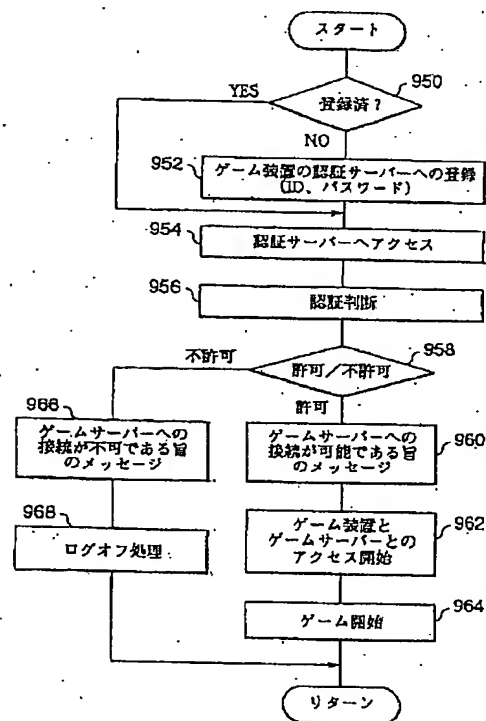 スタート
950
YES
登録済?
NO
952
ゲーム装置の認証サーバーへの登録
(ID、パスワード)
954
認証サーバーへアクセス
956
認証判断
958
不許可
許可/不許可
許可
966
ゲームサーバーへの
接続が不可である旨
のメッセージ
960
ゲームサーバーへの
接続が可能である旨
のメッセージ
968
ログオフ処理
962
ゲーム装置と
ゲームサーバーとの
アクセス開始
964
ゲーム開始
リターン